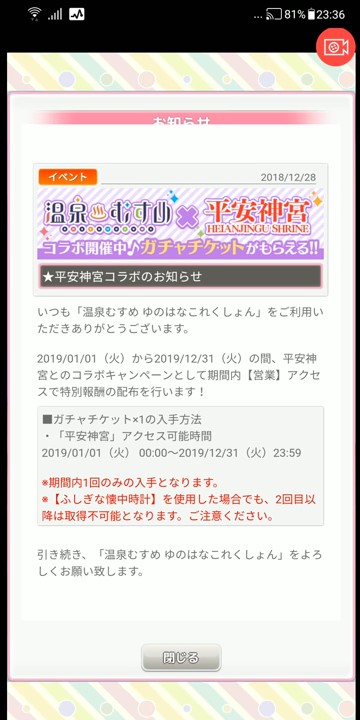 ... 81% 23:36
お知らせ
イベント 2018/12/28
温泉むすめ×平安神宮
HEIANJINGU SHRINE
コラボ開催中♪ガチャチケットがもらえる!!
★平安神宮コラボのお知らせ
いつも「温泉むすめ ゆのはなこれくしょん」をご利用い
ただきありがとうございます。
2019/01/01（火）から2019/12/31（火）の間、平安神
宮とのコラボキャンペーンとして期間内【営業】アクセ
スで特別報酬の配布を行います！
■ガチャチケット×1の入手方法
・「平安神宮」アクセス可能時間
2019/01/01（火） 00:00～2019/12/31（火）23:59
※期間内1回のみの入手となります。
※【ふしぎな懐中時計】を使用した場合でも、2回目以
降は取得不可能となります。ご注意ください。
引き続き、「温泉むすめ ゆのはなこれくしょん」をよろ
しくお願い致します。
閉じる